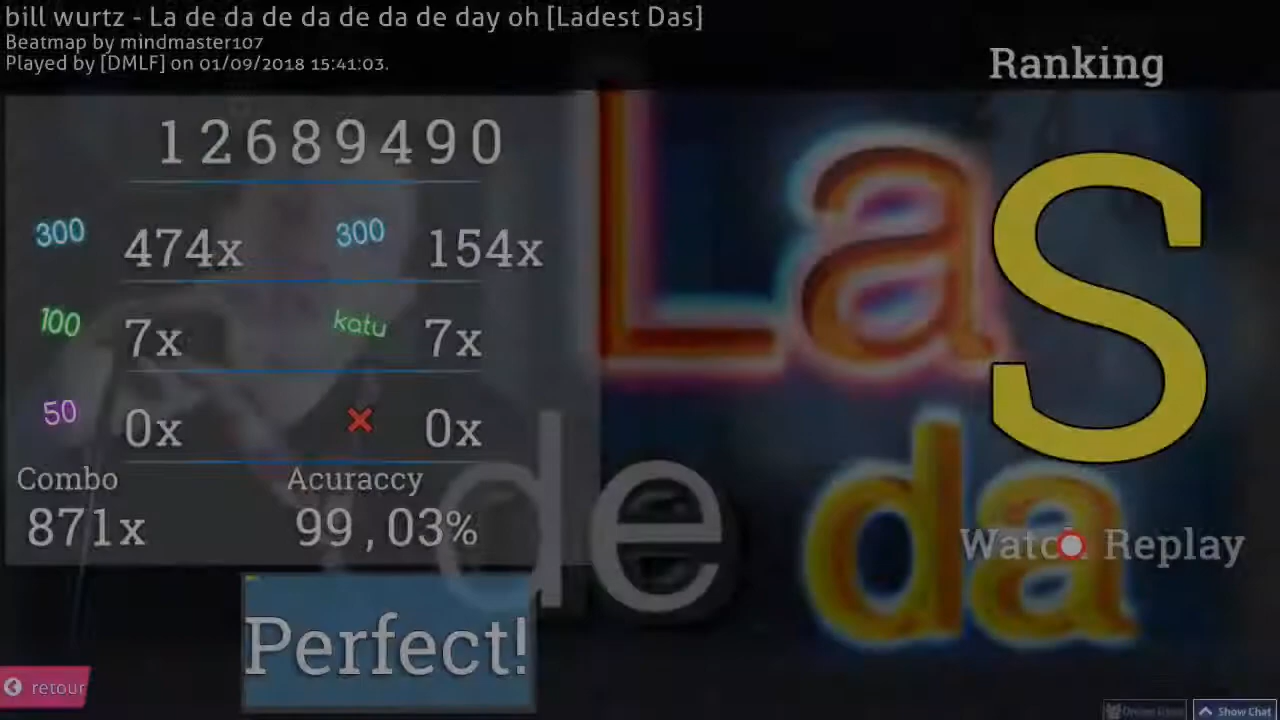 bill wurtz - La de da de da de da de day oh [Ladest Das]
Beatmap by mindmaster107
Played by [DMLF] on 01/09/2018 15:41:03.
Ranking
12689490
300 474x 300 154x
100 7x katu 7x
50 0x 0x
Combo Acuraccy
871x 99,03%
S
La
de da
Watch Replay
Perfect!
retour
Show Chat